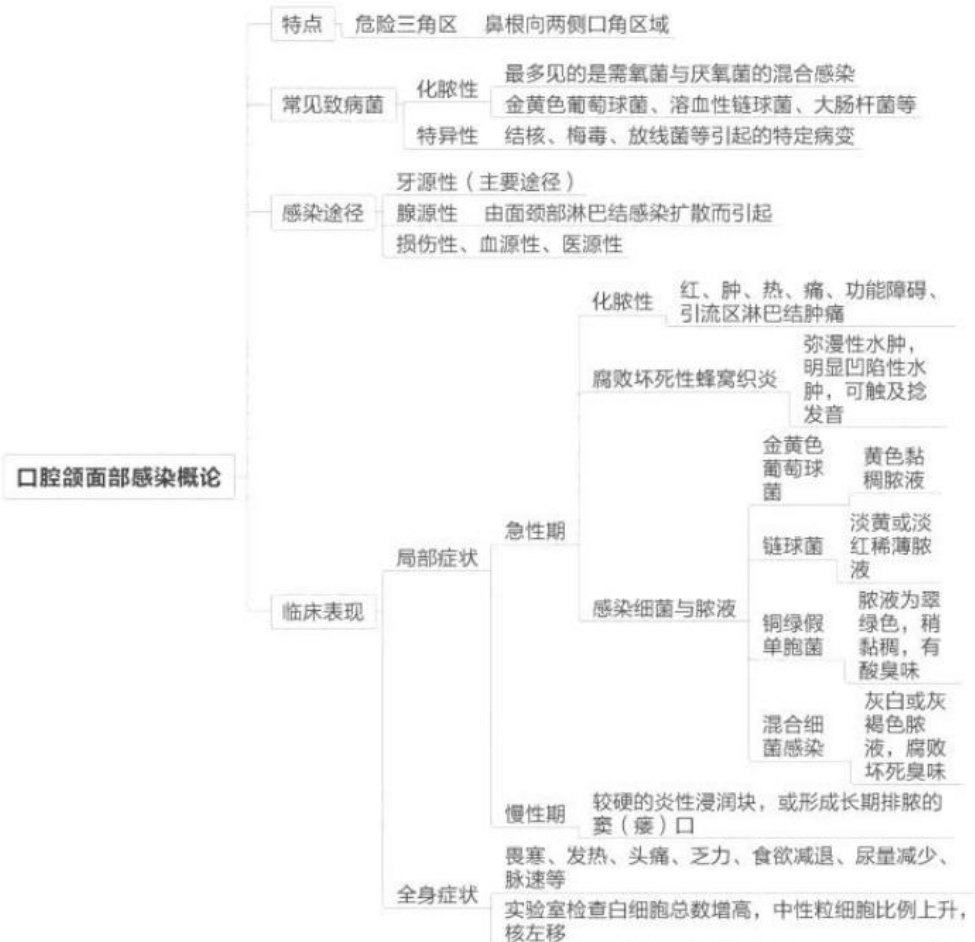 特点
危险三角区
鼻根向两侧口角区域
常见致病菌
化脓性
最多见的是需氧菌与厌氧菌的混合感染
金黄色葡萄球菌、溶血性链球菌、大肠杆菌等
特异性
结核、梅毒、放线菌等引起的特定病变
感染途径
牙源性（主要途径）
腺源性
由面颈部淋巴结感染扩散而引起
损伤性、血源性、医源性
口腔颌面部感染概论
临床表现
局部症状
急性期
化脓性
红、肿、热、痛、功能障碍、
引流区淋巴结肿痛
腐败坏死性蜂窝织炎
弥漫性水肿，
明显凹陷性水
肿，可触及捻
发音
感染细菌与脓液
金黄色
葡萄球
菌
黄色黏
稠脓液
链球菌
淡黄或淡
红稀薄脓
液
铜绿假
单胞菌
脓液为翠
绿色，稍
黏稠，有
酸臭味
混合细
菌感染
灰白或灰
褐色脓
液，腐败
坏死臭味
慢性期
较硬的炎性浸润块，或形成长期排脓的
窦（瘘）口
全身症状
畏寒、发热、头痛、乏力、食欲减退、尿量减少、
脉速等
实验室检查白细胞总数增高，中性粒细胞比例上升，
核左移